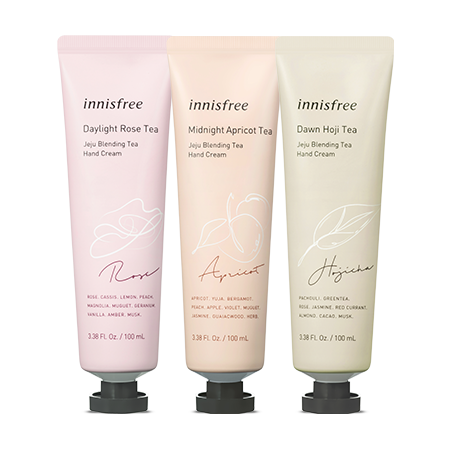 innisfree
Daylight Rose Tea
Jeju Blending Tea
Hand Cream
Rose
ROSE, CASSIS, LEMON, PEACH,
MAGNOLIA, MUGUET, GERANIUM,
VANILLA, AMBER, MUSK.
3.38 Fl. Oz. / 100 mL
innisfree
Midnight Apricot Tea
Jeju Blending Tea
Hand Cream
Apricot
APRICOT, YUJA, BERGAMOT,
PEACH, APPLE, VIOLET, MUGUET,
JASMINE, GUAIACWOOD, HERB.
3.38 Fl. Oz. / 100 mL
innisfree
Dawn Hoji Tea
Jeju Blending Tea
Hand Cream
Hojicha
PACHOULI, GREENTEA,
ROSE, JASMINE, RED CURRANT,
ALMOND, CACAO, MUSK.
3.38 Fl. Oz. / 100 mL